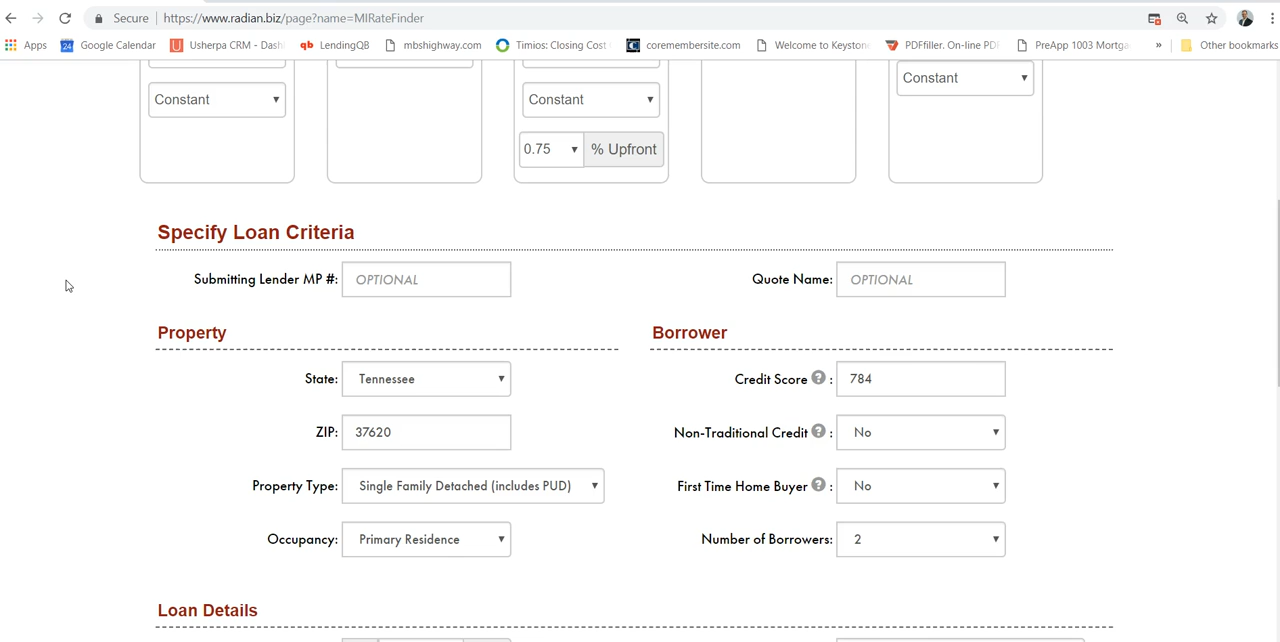 Secure https://www.radian.biz/page?name=MIRateFinder
Apps 24 Google Calendar Usherpa CRM - Dash qb LendingQB mbshighway.com Timios: Closing Cost corememebersite.com Welcome to Keystone PDFfiller. On-line PDF PreApp 1003 Mortga » Other bookmarks
Constant Constant Constant
0.75 % Upfront
Specify Loan Criteria
Submitting Lender MP #: OPTIONAL Quote Name: OPTIONAL
Property Borrower
State: Tennessee Credit Score ? : 784
ZIP: 37620 Non-Traditional Credit ? : No
Property Type: Single Family Detached (includes PUD) First Time Home Buyer ? : No
Occupancy: Primary Residence Number of Borrowers: 2
Loan Details